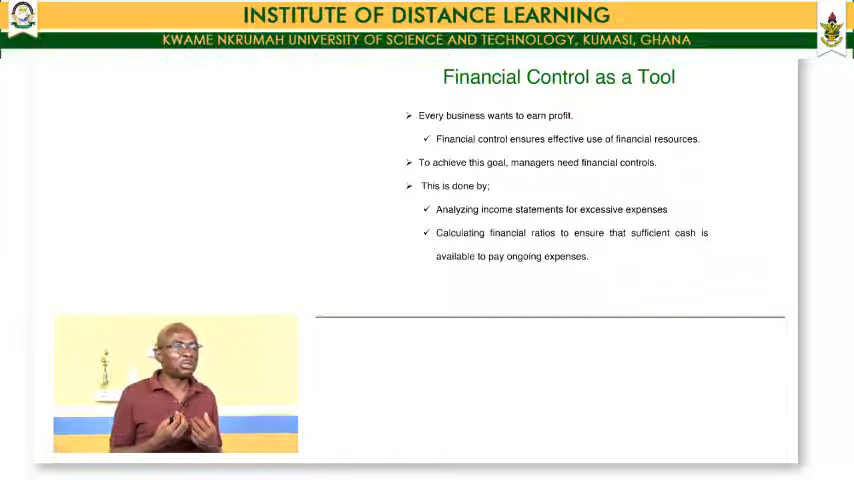 INSTITUTE OF DISTANCE LEARNING
KWAME NKRUMAH UNIVERSITY OF SCIENCE AND TECHNOLOGY, KUMASI, GHANA
Financial Control as a Tool
➢ Every business wants to earn profit.
✓ Financial control ensures effective use of financial resources.
➢ To achieve this goal, managers need financial controls.
➢ This is done by;
✓ Analyzing income statements for excessive expenses
✓ Calculating financial ratios to ensure that sufficient cash is
available to pay ongoing expenses.